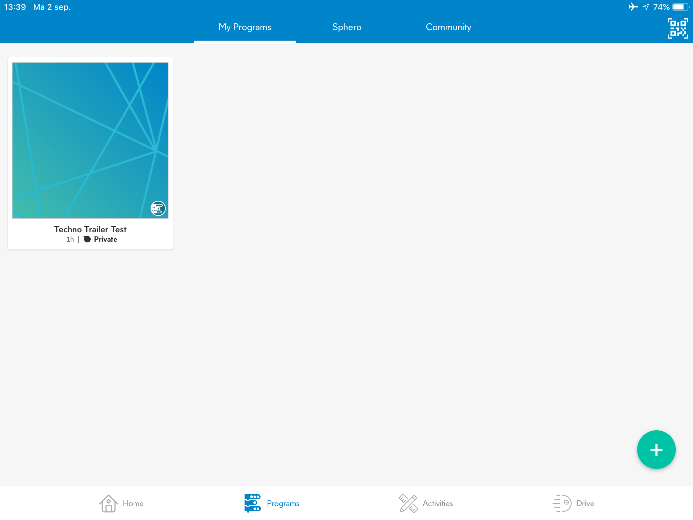 13:39 Ma 2 sep. 74%
My Programs Sphero Community
Techno Trailer Test
1h | Private
Home Programs Activities Drive